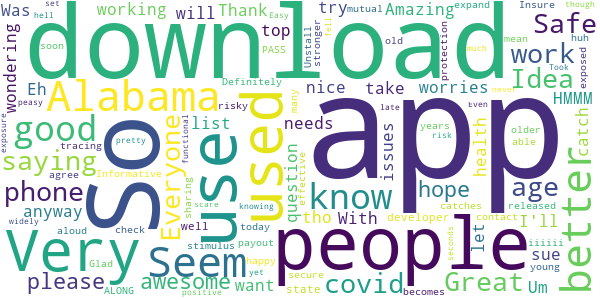 Was working will Thank try mutual Amazing expand Insure though
set hell soon wondering top Unstall stronger old protection Safe
download PASS Easy fell mean huh exposed Took
Eh Alabama Definitely risky nice take worries work Idea
good So Everyone list many needs late issues HMMM
exposure tracing peasy saying functional use used app Even much never
agree Informative sharing effective question years risk health older able catch
phone pretty scare knowing know hope age better
anyway widely aloud check well tho With developer catches released I'll
very Seem stimulus today people let contact sue iiiiii
Glad please awesome payout happy yet want secure covid seconds Great young
ALONG positive state becomes Um